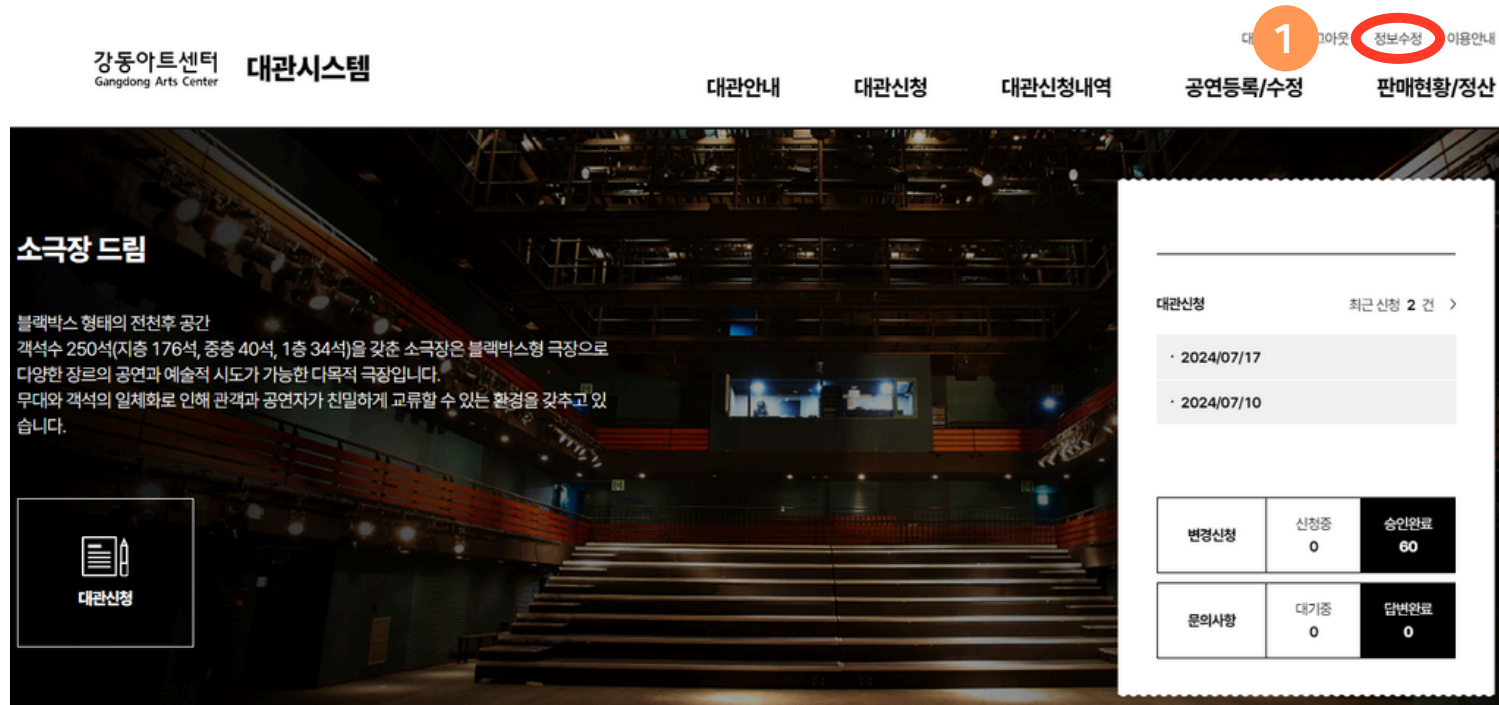 1
정보수정
이용안내
강동아트센터
Gangdong Arts Center
대관시스템
대관안내
대관신청
대관신청내역
공연등록/수정
판매현황/정산
소극장 드림
블랙박스 형태의 전천후 공간
객석수 250석(지층 176석, 중층 40석, 1층 34석)을 갖춘 소극장은 블랙박스형 극장으로
다양한 장르의 공연과 예술적 시도가 가능한 다목적 극장입니다.
무대와 객석의 일체화로 인해 관객과 공연자가 친밀하게 교류할 수 있는 환경을 갖추고 있
습니다.
대관신청
대관신청
최근 신청 2 건 >
· 2024/07/17
· 2024/07/10
변경신청
신청중
0
승인완료
60
문의사항
대기중
0
답변완료
0